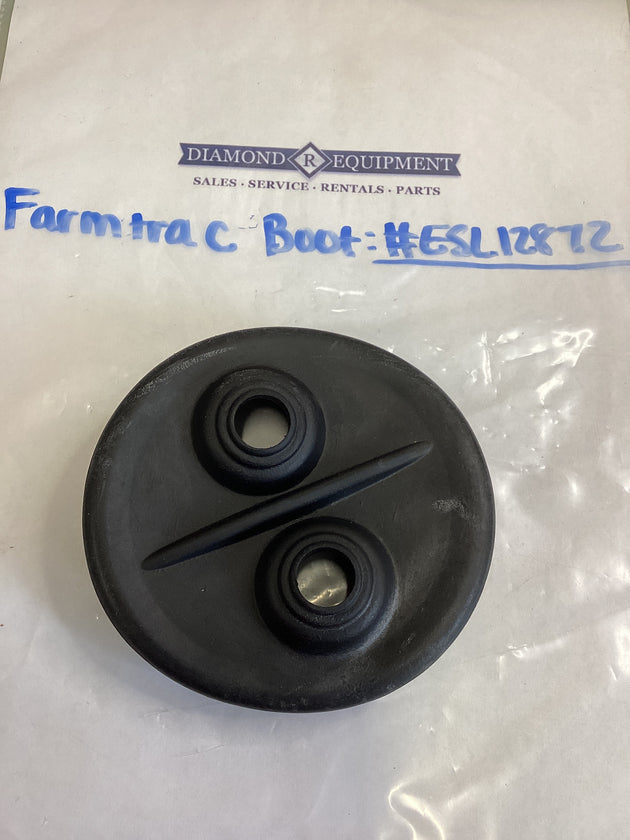 DIAMOND R EQUIPMENT
SALES · SERVICE · RENTALS · PARTS
Farmtrac Boot: #ESL12872